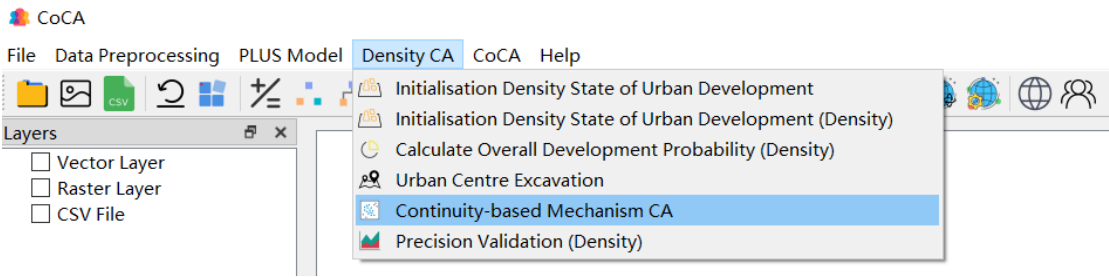 CoCA
File Data Preprocessing PLUS Model Density CA CoCA Help
CSV
Layers
Vector Layer
Raster Layer
CSV File
Initialisation Density State of Urban Development
Initialisation Density State of Urban Development (Density)
Calculate Overall Development Probability (Density)
Urban Centre Excavation
Continuity-based Mechanism CA
Precision Validation (Density)